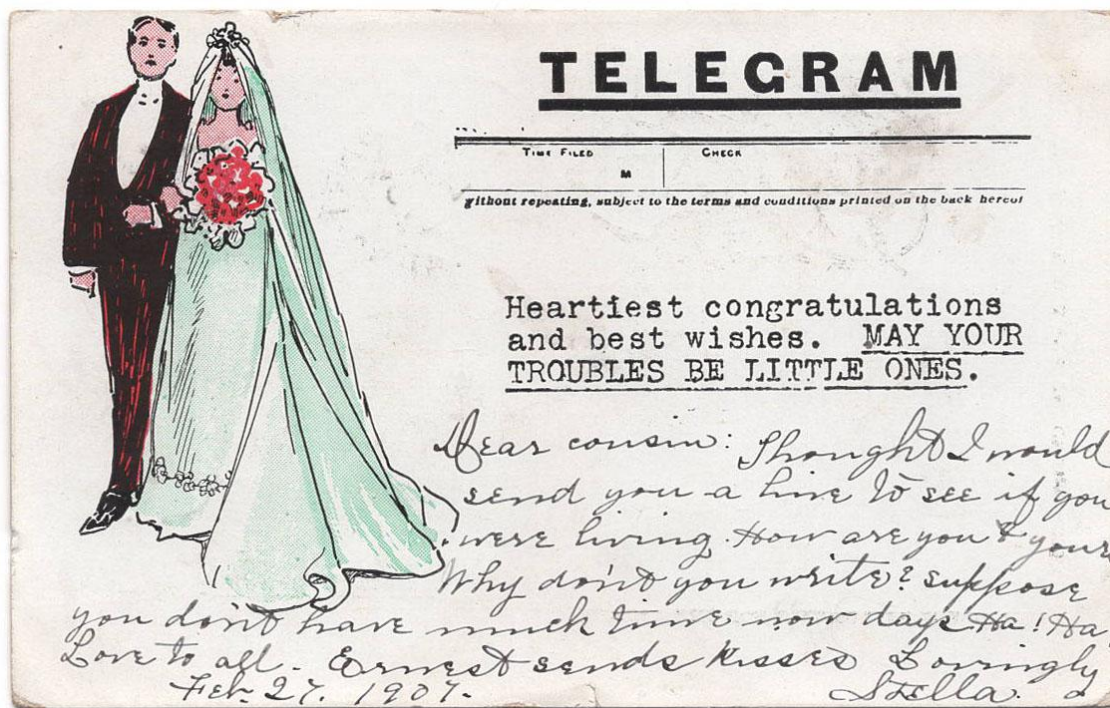 TELEGRAM
TIME FILED
CHECK
M
without repeating, subject to the terms and conditions printed on the back hereof
Heartiest congratulations
and best wishes. MAY YOUR
TROUBLES BE LITTLE ONES.
Dear cousin: Thought I would
send you a line to see if you
were living. How are you & yours
Why don't you write? suppose
you don't have much time now days Ha! Ha
Love to all - Ernest sends kisses Lovingly
Feb. 27. 1907.
Stella.